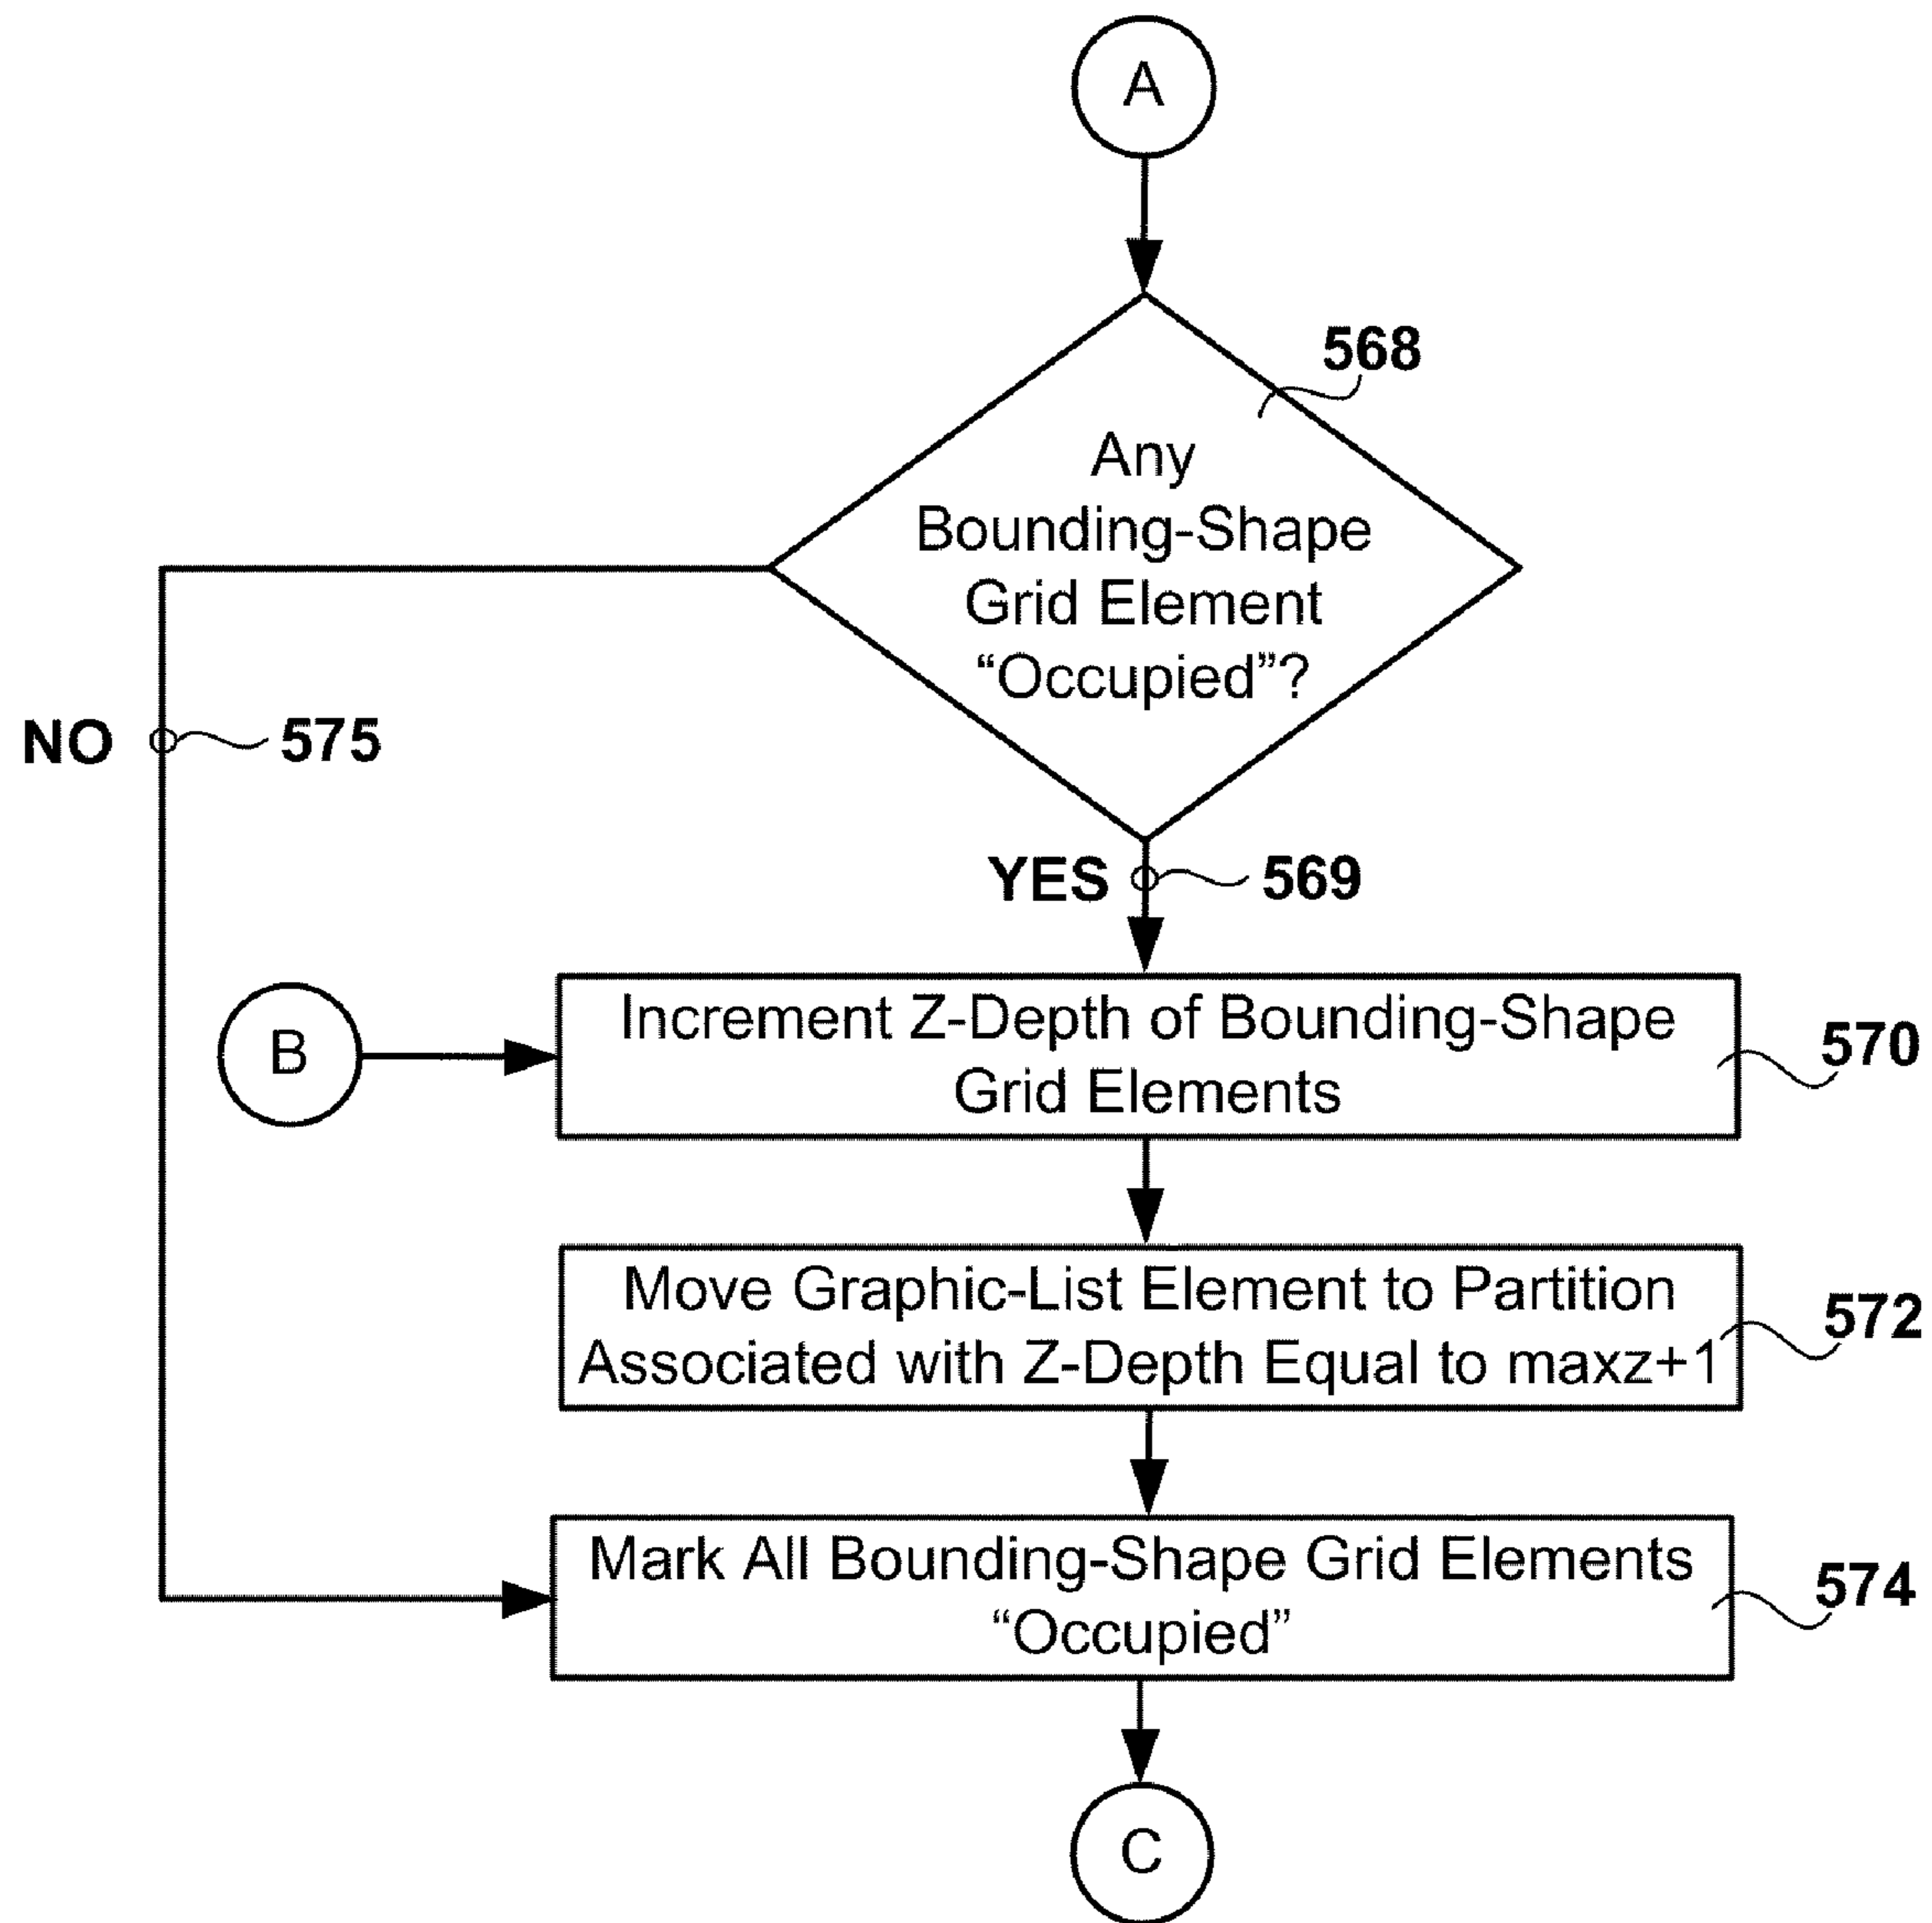 A
568
Any
Bounding-Shape
Grid Element
“Occupied”?
NO
575
YES
569
B
Increment Z-Depth of Bounding-Shape
Grid Elements
570
Move Graphic-List Element to Partition
Associated with Z-Depth Equal to maxz+1
572
Mark All Bounding-Shape Grid Elements
“Occupied”
574
C